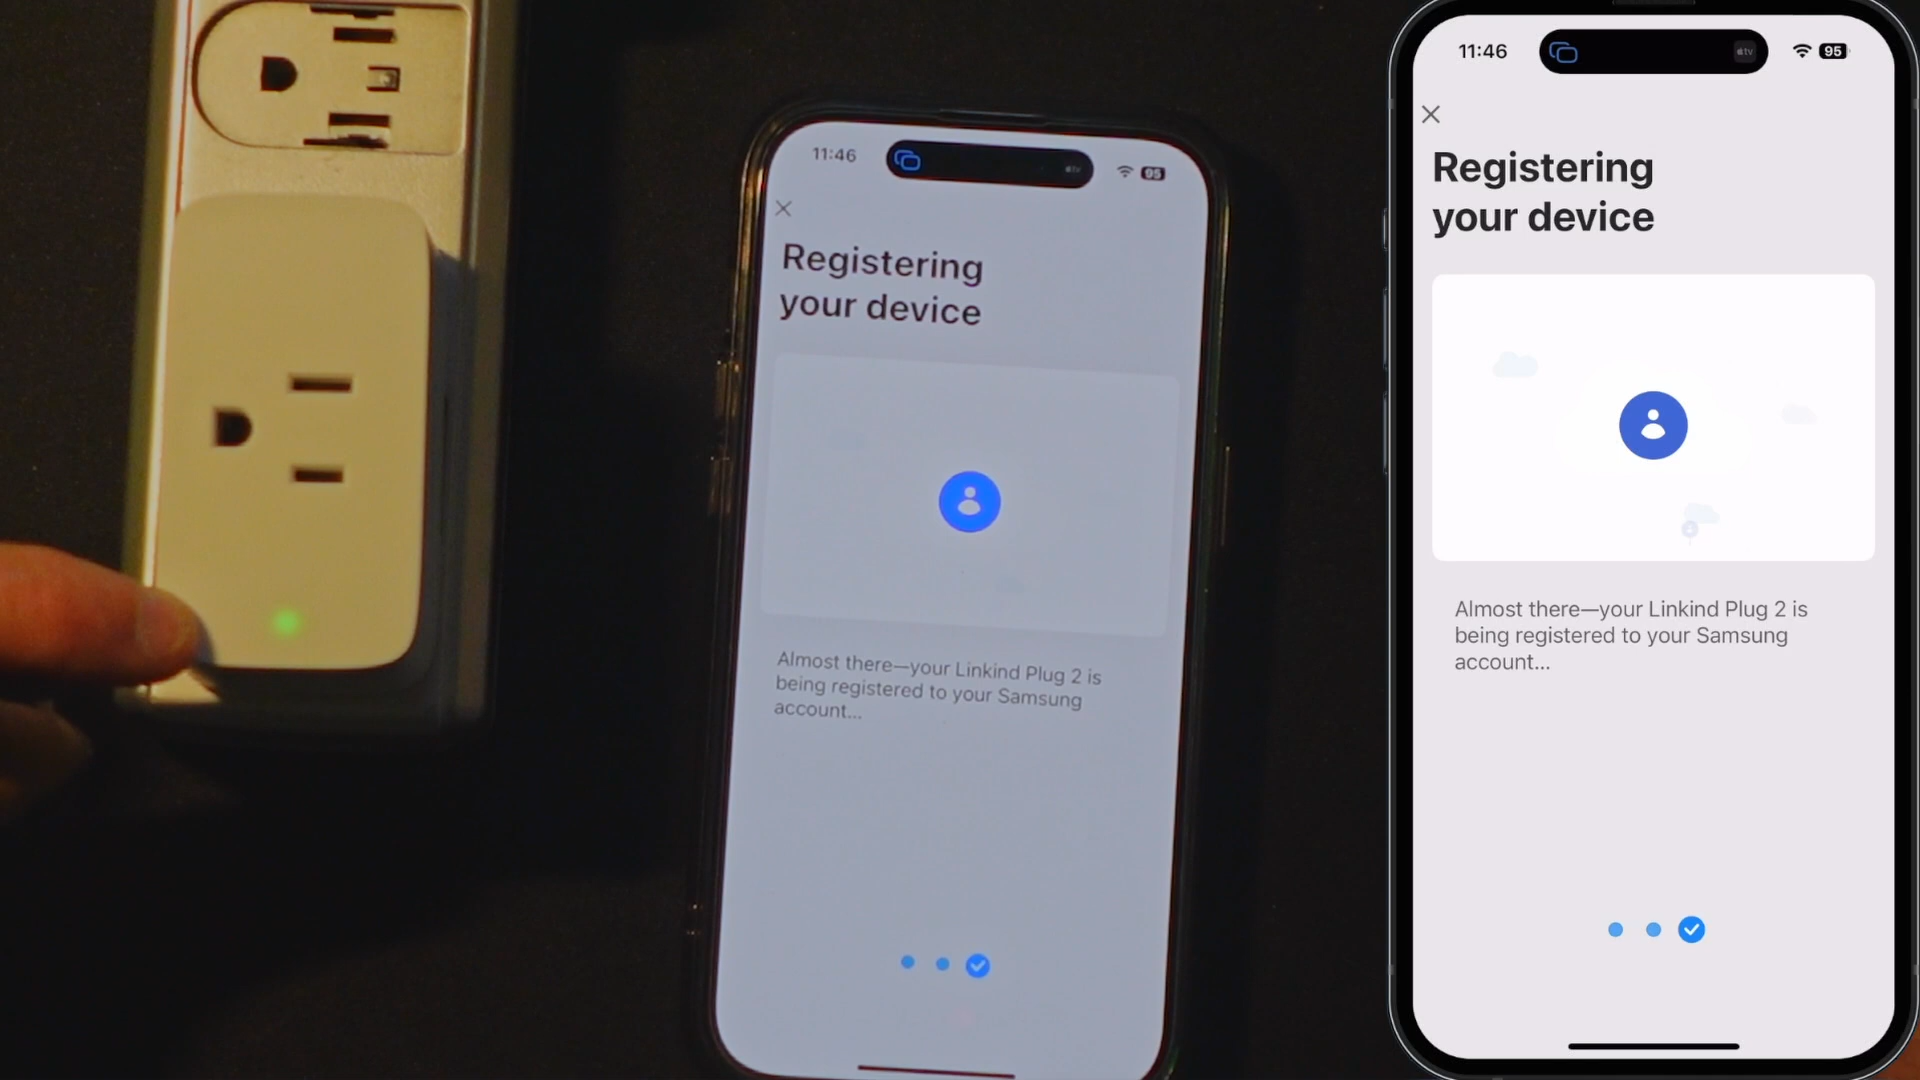 11:46
95
Registering
your device
Almost there—your Linkind Plug 2 is
being registered to your Samsung
account...
11:46
tv
95
Registering
your device
Almost there—your Linkind Plug 2 is
being registered to your Samsung
account...